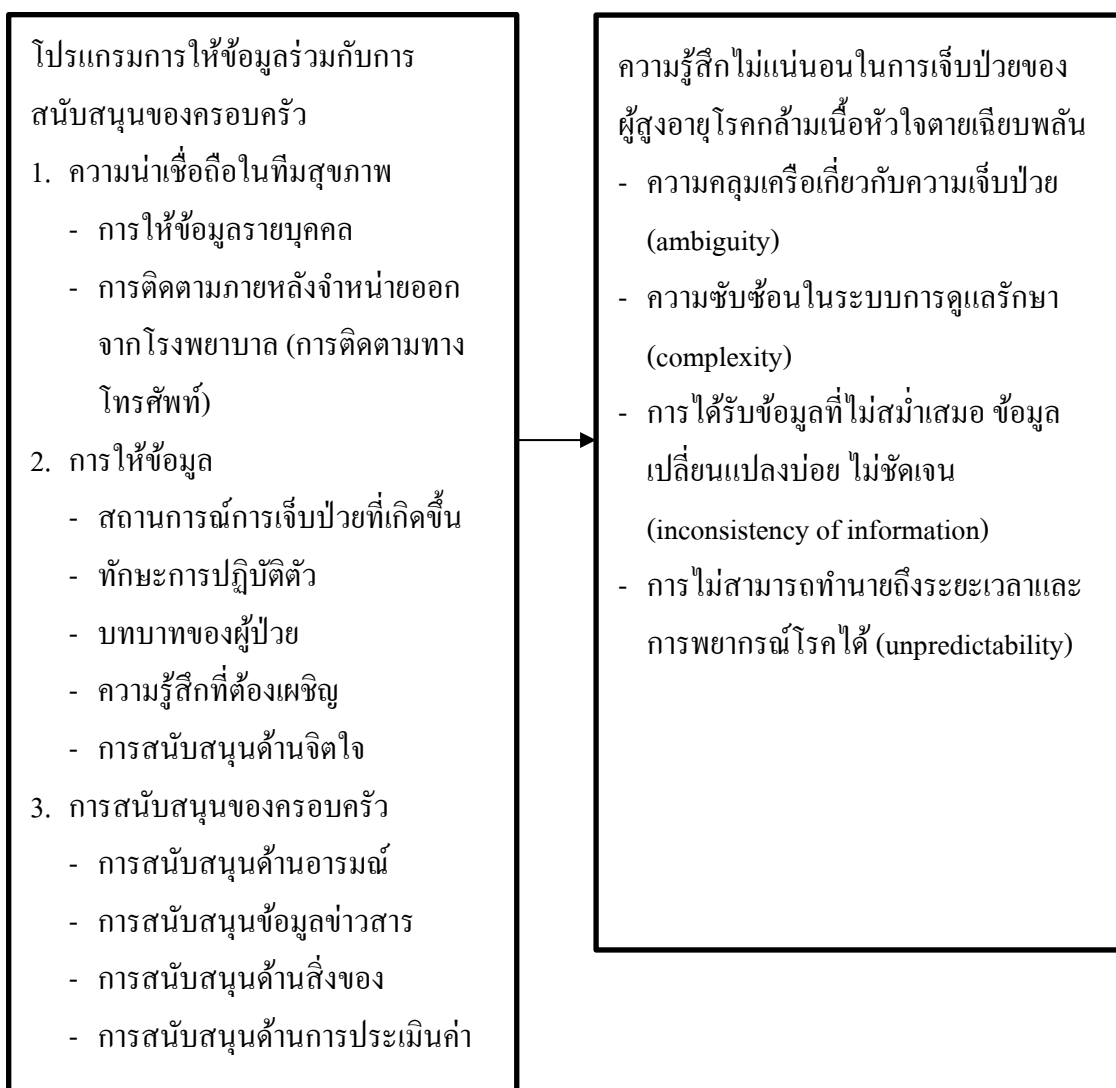 โปรแกรมการให้ข้อมูลร่วมกับการ
สนับสนุนของครอบครัว
1. ความน่าเชื่อถือในทีมสุขภาพ
- การให้ข้อมูลรายบุคคล
- การติดตามภายหลังจำหน่ายออก
จากโรงพยาบาล (การติดตามทาง
โทรศัพท์)
2. การให้ข้อมูล
- สถานการณ์การเจ็บป่วยที่เกิดขึ้น
- ทักษะการปฏิบัติตัว
- บทบาทของผู้ป่วย
- ความรู้สึกที่ต้องเผชิญ
- การสนับสนุนด้านจิตใจ
3. การสนับสนุนของครอบครัว
- การสนับสนุนด้านอารมณ์
- การสนับสนุนข้อมูลข่าวสาร
- การสนับสนุนด้านสิ่งของ
- การสนับสนุนด้านการประเมินค่า
ความรู้สึกไม่แน่นอนในการเจ็บป่วยของ
ผู้สูงอายุโรคกล้ามเนื้อหัวใจตายเฉียบพลัน
- ความคลุมเครือเกี่ยวกับความเจ็บป่วย
(ambiguity)
- ความซับซ้อนในระบบการดูแลรักษา
(complexity)
- การได้รับข้อมูลที่ไม่สม่ำเสมอ ข้อมูล
เปลี่ยนแปลงบ่อย ไม่ชัดเจน
(inconsistency of information)
- การไม่สามารถทำนายถึงระยะเวลาและ
การพยากรณ์โรคได้ (unpredictability)